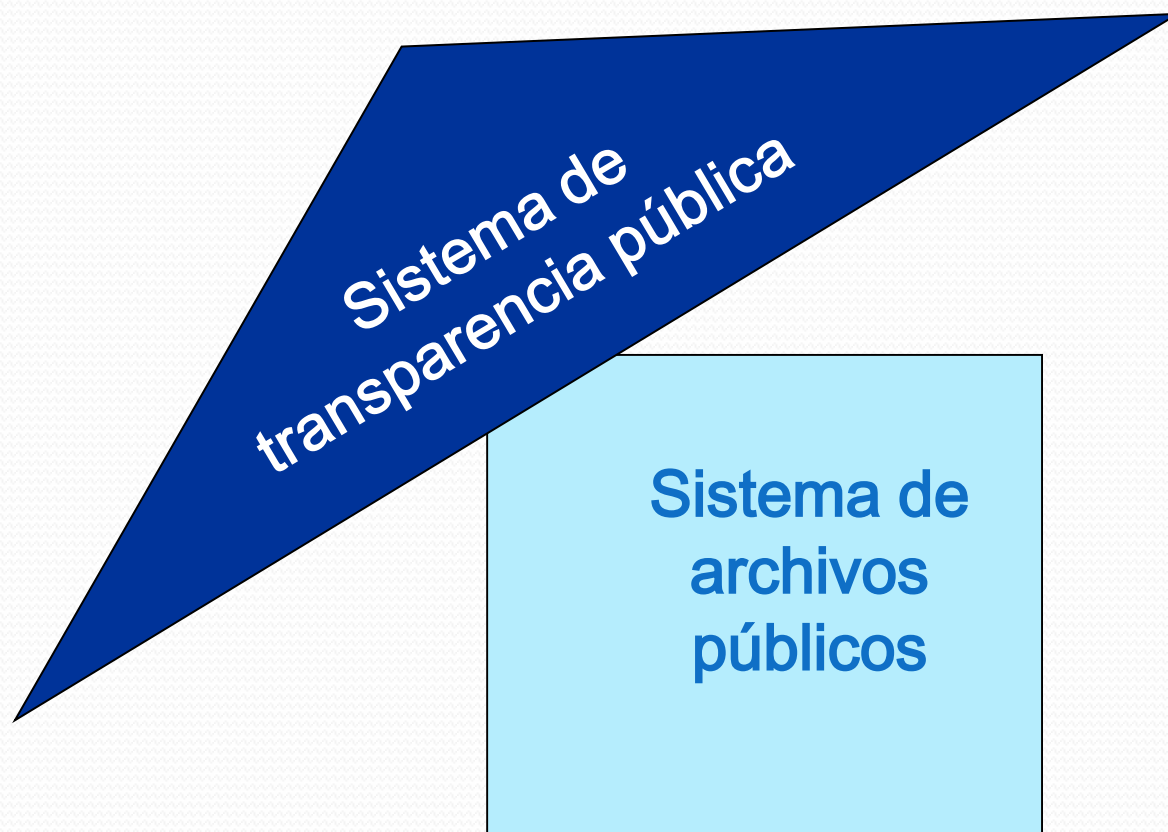 Sistema de
transparencia pública
Sistema de
archivos
públicos